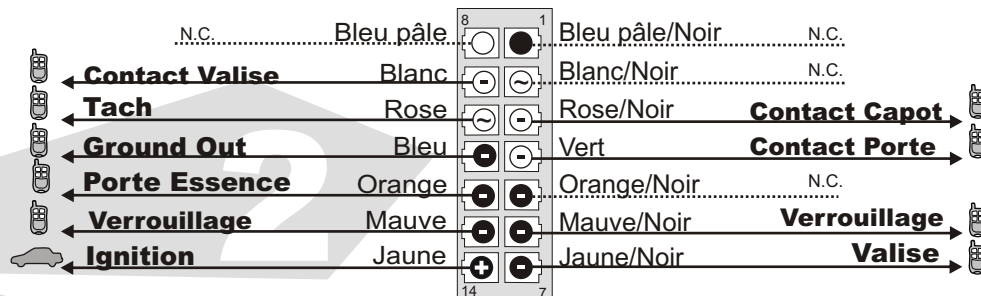 8 1
N.C. Bleu pâle Bleu pâle/Noir N.C.
Contact Valise Blanc - ~ Blanc/Noir N.C.
Tach Rose ~ - Rose/Noir Contact Capot
Ground Out Bleu - - Vert Contact Porte
Porte Essence Orange - - Orange/Noir N.C.
Verrouillage Mauve - - Mauve/Noir Verrouillage
Ignition Jaune + - Jaune/Noir Valise
14 7
2